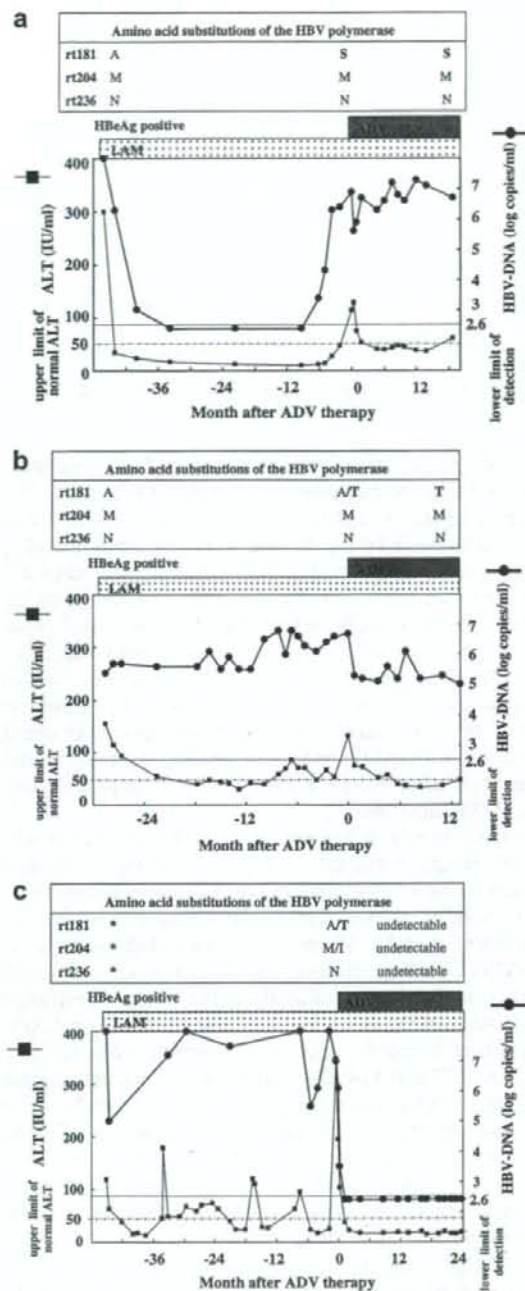 a
Amino acid substitutions of the HBV polymerase
rt181 A S S
rt204 M M M
rt236 N N N
HBeAg positive
LAM
ALT (IU/ml)
upper limit of
normal ALT
400
300
200
100
50
0
7
6
5
4
3
2.6
HBV-DNA (log copies/ml)
lower limit of
detection
-36 -24 -12 0 12
Month after ADV therapy
b
Amino acid substitutions of the HBV polymerase
rt181 A A/T T
rt204 M M M
rt236 N N N
HBeAg positive
LAM
ALT (IU/ml)
upper limit of
normal ALT
400
300
200
100
50
0
7
6
5
4
3
2.6
HBV-DNA (log copies/ml)
lower limit of
detection
-24 -12 0 12
Month after ADV therapy
c
Amino acid substitutions of the HBV polymerase
rt181 * A/T undetectable
rt204 * M/I undetectable
rt236 * N undetectable
HBeAg positive
LAM
ALT (IU/ml)
upper limit of
normal ALT
400
300
400
100
50
0
7
6
5
4
3
2.6
HBV-DNA (log copies/ml)
lower limit of
detection
-36 -24 -12 0 12 24
Month after ADV therapy